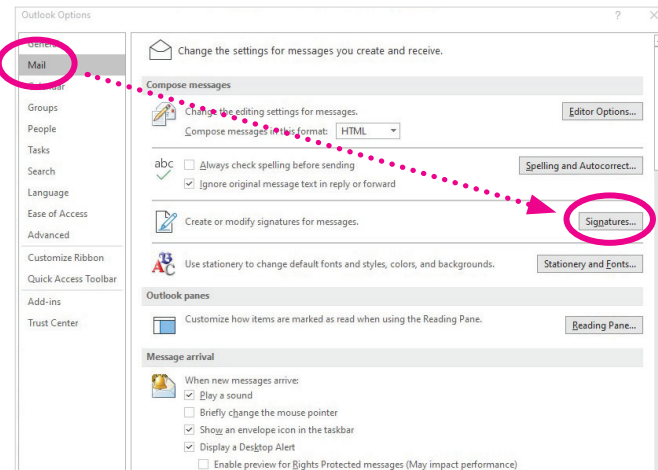 Outlook Options
?
General
Mail
Calendar
Groups
People
Tasks
Search
Language
Ease of Access
Advanced
Customize Ribbon
Quick Access Toolbar
Add-ins
Trust Center
Change the settings for messages you create and receive.
Compose messages
Change the editing settings for messages.
Editor Options...
Compose messages in this format: HTML
abc
Always check spelling before sending
Spelling and Autocorrect...
Ignore original message text in reply or forward
Create or modify signatures for messages.
Signatures...
Use stationery to change default fonts and styles, colors, and backgrounds.
Stationery and Fonts...
Outlook panes
Customize how items are marked as read when using the Reading Pane.
Reading Pane...
Message arrival
When new messages arrive:
Play a sound
Briefly change the mouse pointer
Show an envelope icon in the taskbar
Display a Desktop Alert
Enable preview for Rights Protected messages (May impact performance)